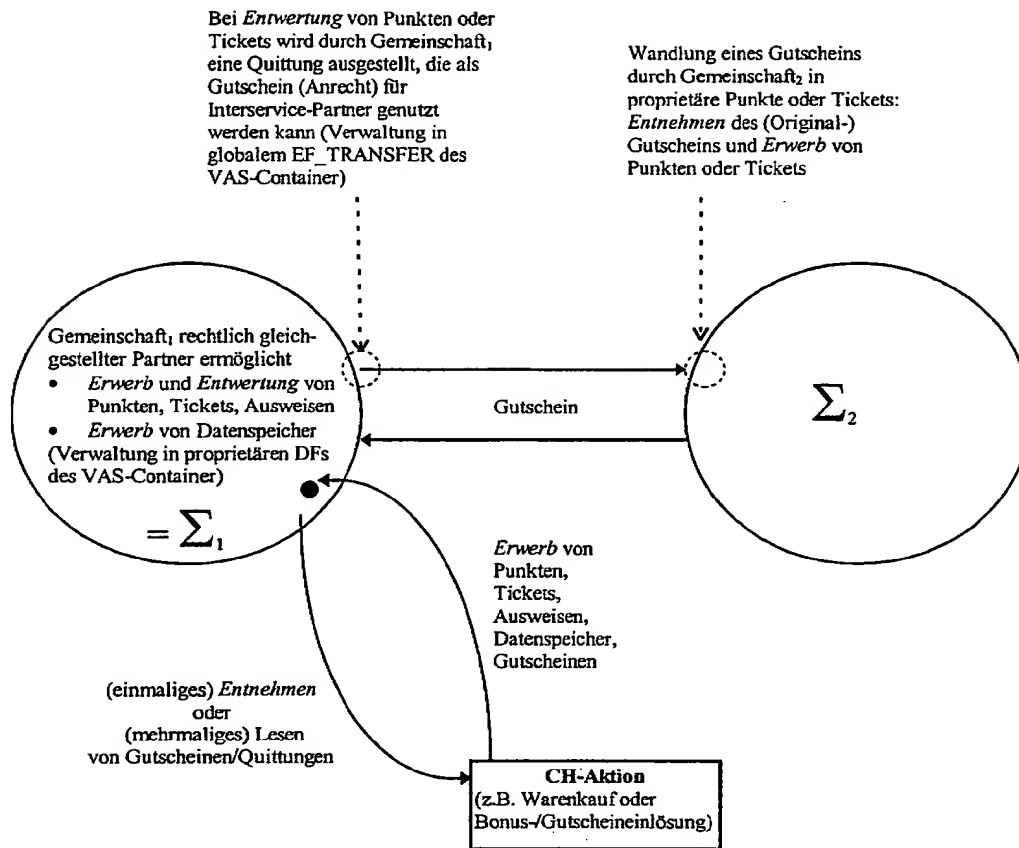 Bei Entwertung von Punkten oder
Tickets wird durch Gemeinschaft₁
eine Quittung ausgestellt, die als
Gutschein (Anrecht) für
Interservice-Partner genutzt
werden kann (Verwaltung in
globalem EF_TRANSFER des
VAS-Container)
Wandlung eines Gutscheins
durch Gemeinschaft₂ in
proprietäre Punkte oder Tickets:
Entnehmen des (Original-)
Gutscheins und Erwerb von
Punkten oder Tickets
Gemeinschaft₁ rechtlich gleich-
gestellter Partner ermöglicht
● Erwerb und Entwertung von
Punkten, Tickets, Ausweisen
● Erwerb von Datenspeicher
(Verwaltung in proprietären DFs
des VAS-Container)
= ∑₁
Gutschein
∑₂
Erwerb von
Punkten,
Tickets,
Ausweisen,
Datenspeicher,
Gutscheinen
(einmaliges) Entnehmen
oder
(mehrmaliges) Lesen
von Gutscheinen/Quittungen
CH-Aktion
(z.B. Warenkauf oder
Bonus-/Gutscheineinlösung)